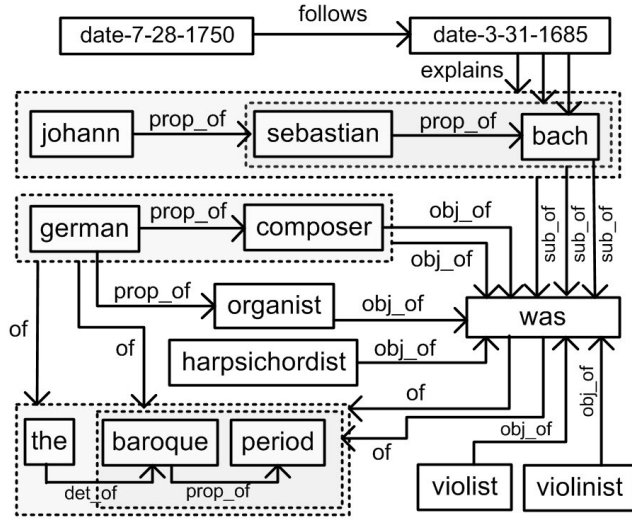 follows
date-7-28-1750 date-3-31-1685
explains
johann prop_of sebastian prop_of bach
german prop_of composer obj_of sub_of sub_of sub_of
obj_of
prop_of organist obj_of was
of of harpsichordist obj_of
of obj_of
the baroque period of obj_of
det_of prop_of violist violinist